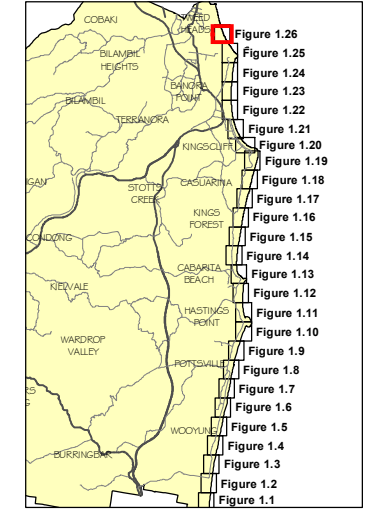 COBAKI
TWEED
HEADS
Figure 1.26
BILAMBIL
HEIGHTS
Figure 1.25
Figure 1.24
BANORA
POINT
Figure 1.23
BILAMBIL
Figure 1.22
TERRANORA
Figure 1.21
KINGSCLIFF
Figure 1.20
Figure 1.19
IGAN
STOTTS
CREEK
CASUARINA
Figure 1.18
Figure 1.17
KINGS
FOREST
Figure 1.16
CONDONG
Figure 1.15
Figure 1.14
CABARITA
BEACH
Figure 1.13
KIELVALE
Figure 1.12
HASTINGS
POINT
Figure 1.11
Figure 1.10
WARDROP
VALLEY
Figure 1.9
POTTSVILLE
Figure 1.8
RS
G
Figure 1.7
Figure 1.6
WOOYUNG
Figure 1.5
Figure 1.4
BURRINGBAR
Figure 1.3
Figure 1.2
Figure 1.1